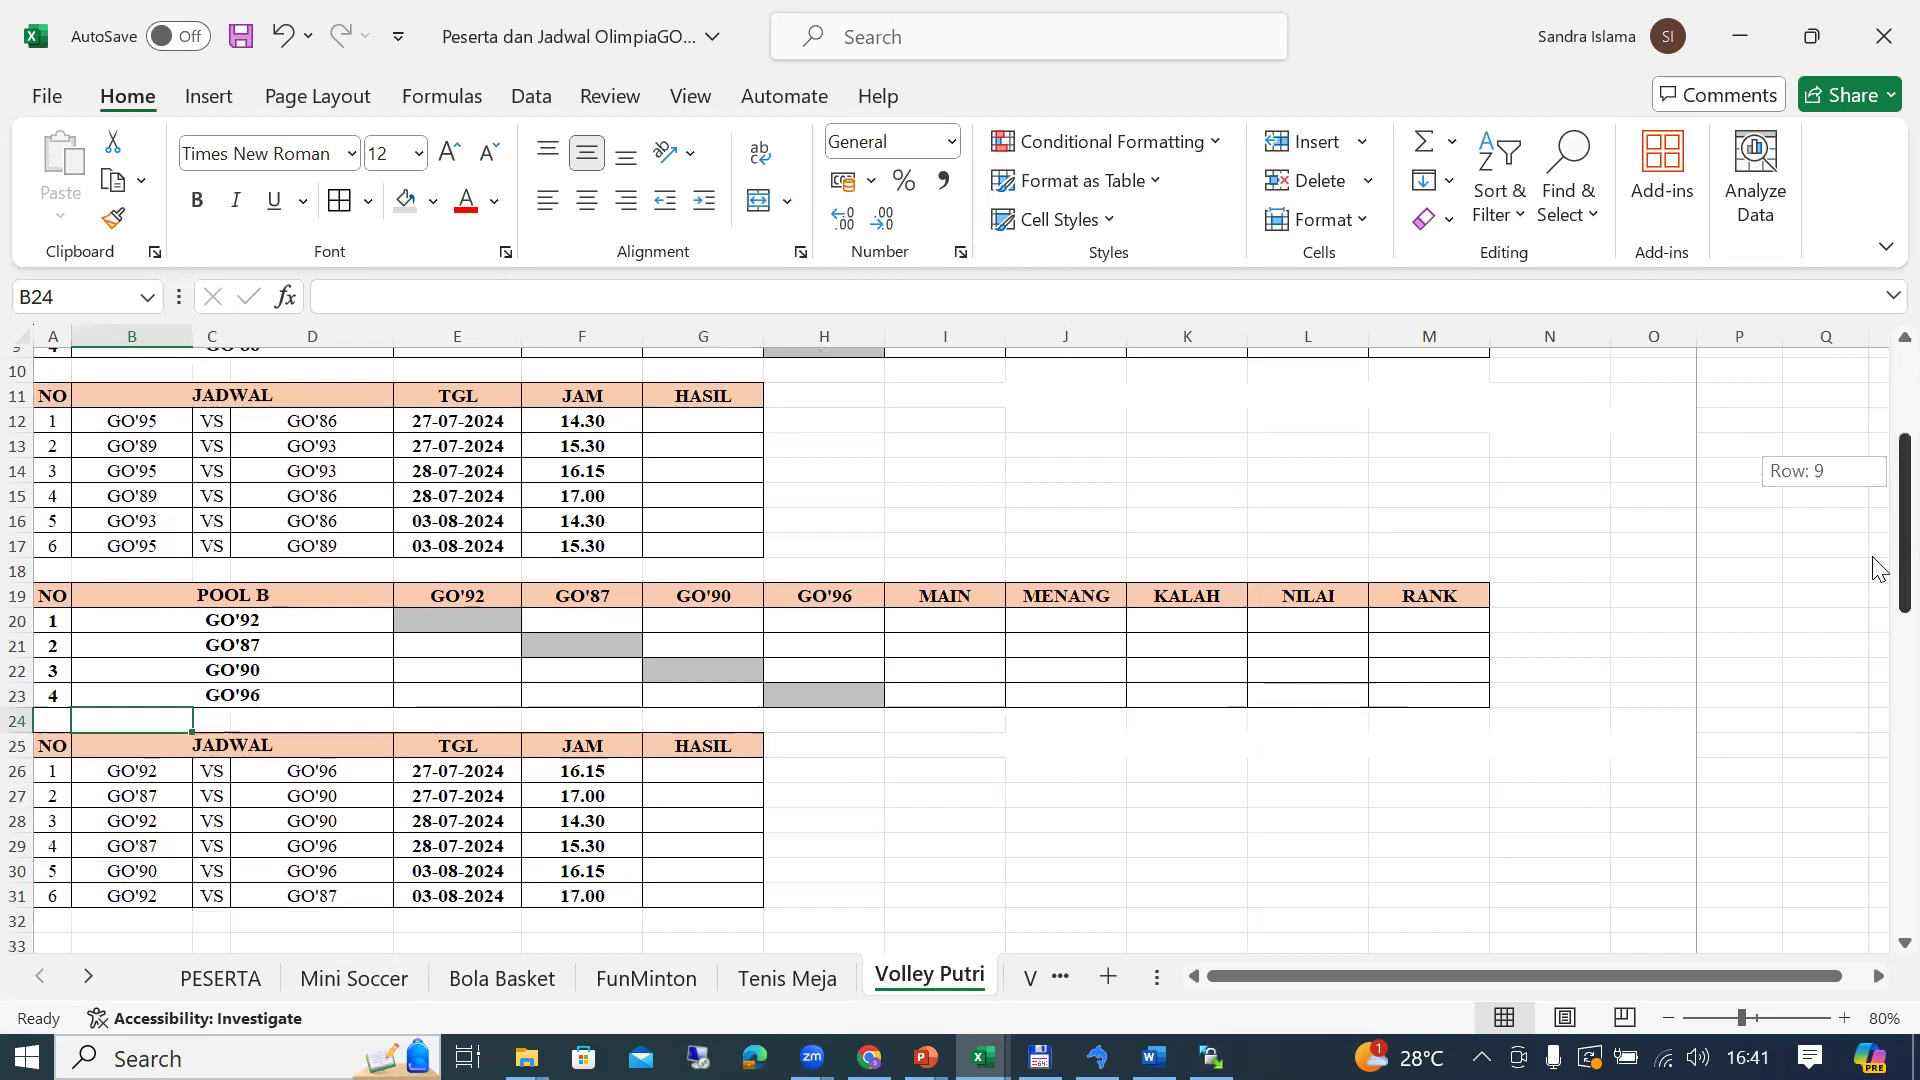 AutoSave Off Peserta dan Jadwal OlimpiaGO... Search Sandra Islama SI
File Home Insert Page Layout Formulas Data Review View Automate Help Comments Share
Paste Times New Roman 12 General Conditional Formatting Format as Table Cell Styles Insert Delete Format Sort & Filter Find & Select Add-ins Analyze Data
Clipboard Font Alignment Number Styles Cells Editing Add-ins
B24
A B C D E F G H I J K L M N O P Q
10
11 NO JADWAL TGL JAM HASIL
12 1 GO'95 VS GO'86 27-07-2024 14.30
13 2 GO'89 VS GO'93 27-07-2024 15.30
14 3 GO'95 VS GO'93 28-07-2024 16.15 Row: 9
15 4 GO'89 VS GO'86 28-07-2024 17.00
16 5 GO'93 VS GO'86 03-08-2024 14.30
17 6 GO'95 VS GO'89 03-08-2024 15.30
18
19 NO POOL B GO'92 GO'87 GO'90 GO'96 MAIN MENANG KALAH NILAI RANK
20 1 GO'92
21 2 GO'87
22 3 GO'90
23 4 GO'96
24
25 NO JADWAL TGL JAM HASIL
26 1 GO'92 VS GO'96 27-07-2024 16.15
27 2 GO'87 VS GO'90 27-07-2024 17.00
28 3 GO'92 VS GO'90 28-07-2024 14.30
29 4 GO'87 VS GO'96 28-07-2024 15.30
30 5 GO'90 VS GO'96 03-08-2024 16.15
31 6 GO'92 VS GO'87 03-08-2024 17.00
32
33
PESERTA Mini Soccer Bola Basket FunMinton Tenis Meja Volley Putri V ...
Ready Accessibility: Investigate 80%
Search 28°C 16:41